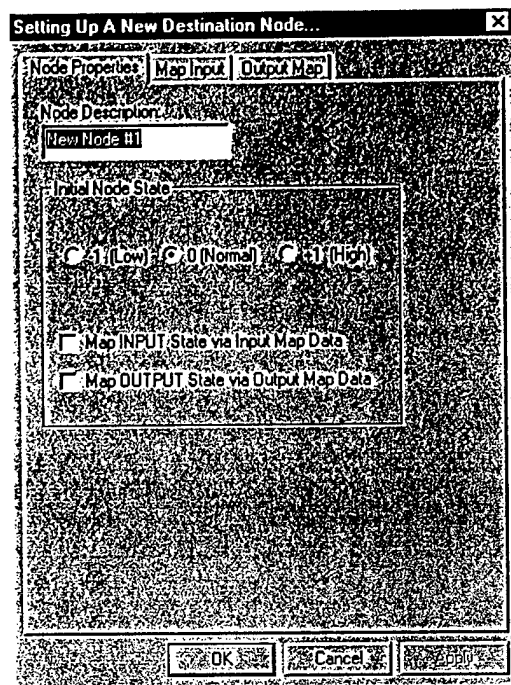 Setting Up A New Destination Node...
Node Properties Map Input Output Map
Node Description:
New Node #1
Initial Node State
-1 (Low) 0 (Normal) +1 (High)
Map INPUT State via Input Map Data
Map OUTPUT State via Output Map Data
OK Cancel Apply